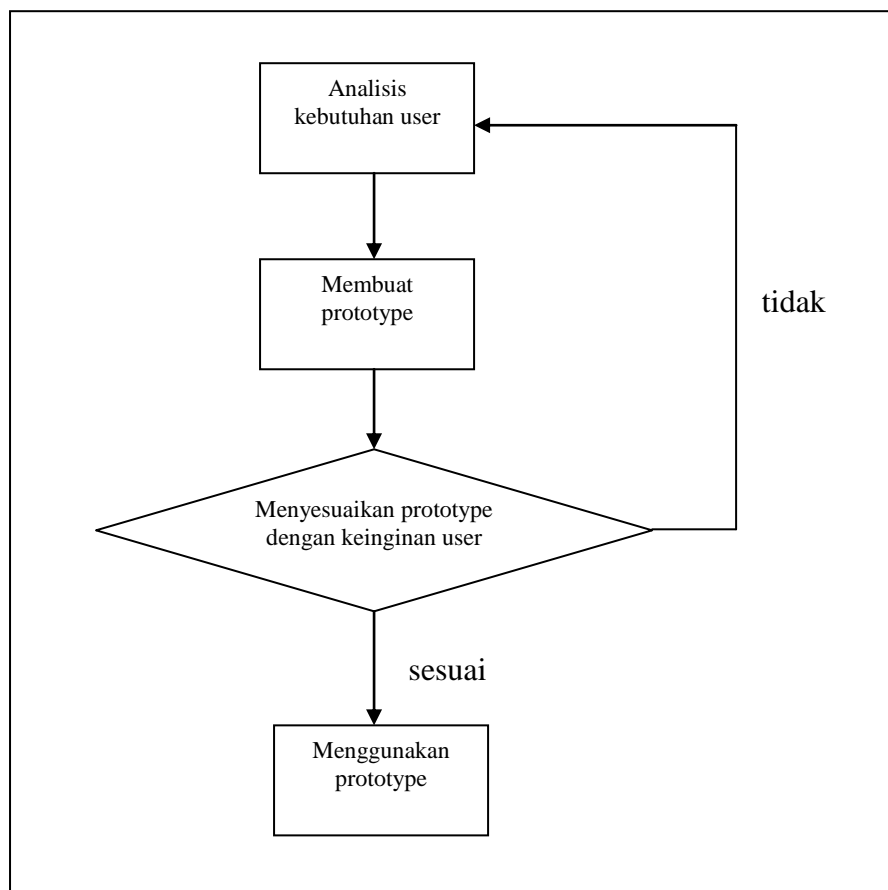 Analisis
kebutuhan user
Membuat
prototype
tidak
Menyesuaikan prototype
dengan keinginan user
sesuai
Menggunakan
prototype